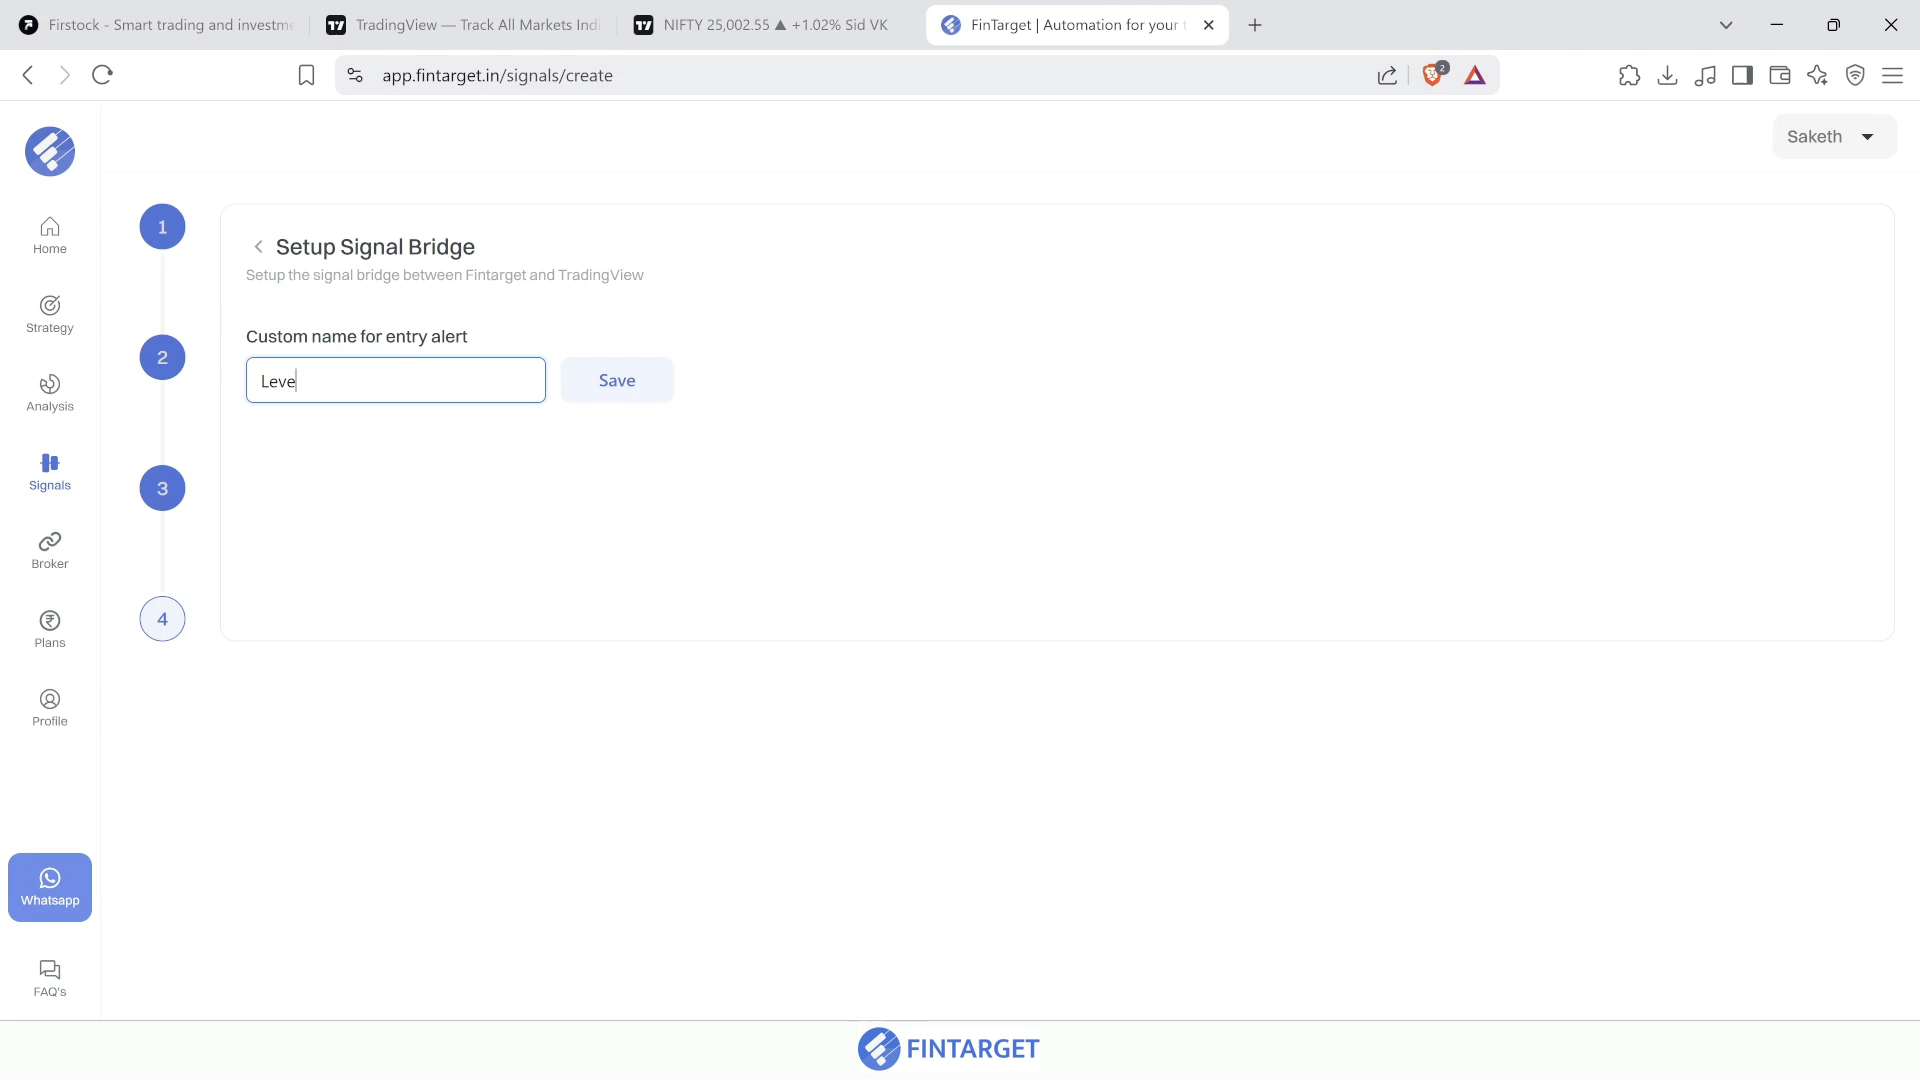 Firstock - Smart trading and investme
TradingView — Track All Markets Indi
NIFTY 25,002.55 ▲ +1.02% Sid VK
FinTarget | Automation for your t
app.fintarget.in/signals/create
2
Saketh
Home
Strategy
Analysis
Signals
Broker
Plans
Profile
Whatsapp
FAQ's
1
2
3
4
Setup Signal Bridge
Setup the signal bridge between Fintarget and TradingView
Custom name for entry alert
Leve
Save
FINTARGET